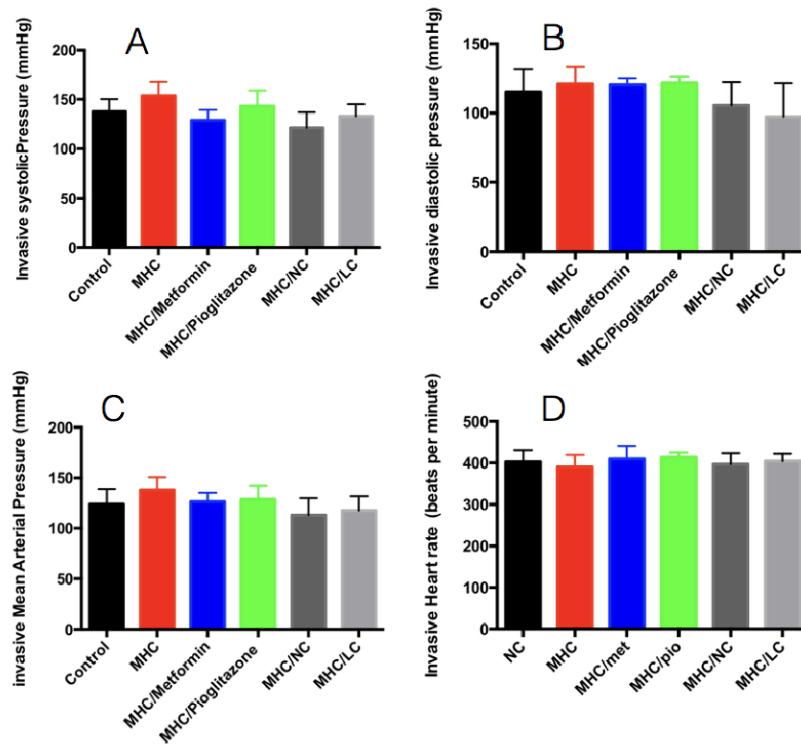 A
Invasive systolicPressure (mmHg)
200
150
100
50
0
Control
MHC
MHC/Metformin
MHC/Pioglitazone
MHC/NC
MHC/LC
B
Invasive diastolic pressure (mmHg)
150
100
50
0
Control
MHC
MHC/Metformin
MHC/Pioglitazone
MHC/NC
MHC/LC
C
invasive Mean Arterial Pressure (mmHg)
200
150
100
50
0
Control
MHC
MHC/Metformin
MHC/Pioglitazone
MHC/NC
MHC/LC
D
Invasive Heart rate (beats per minute)
500
400
300
200
100
0
NC
MHC
MHC/met
MHC/pio
MHC/NC
MHC/LC